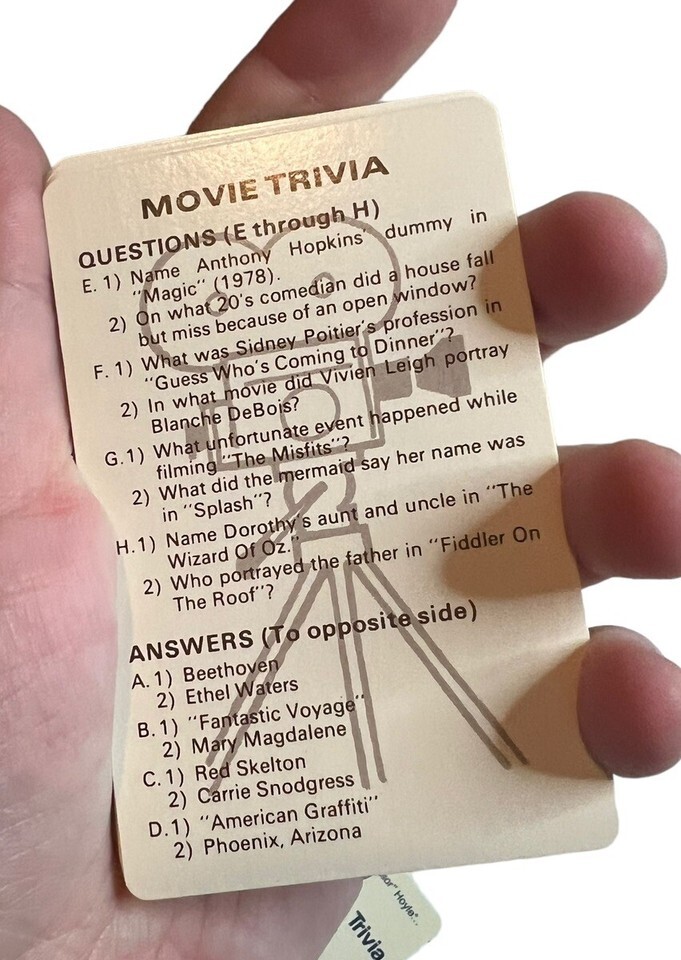 MOVIE TRIVIA
QUESTIONS (E through H)
E. 1) Name Anthony Hopkins' dummy in
"Magic" (1978).
2) On what 20's comedian did a house fall
but miss because of an open window?
F. 1) What was Sidney Poitier's profession in
"Guess Who's Coming to Dinner"?
2) In what movie did Vivien Leigh portray
Blanche DeBois?
G. 1) What unfortunate event happened while
filming "The Misfits"?
2) What did the mermaid say her name was
in "Splash"?
H. 1) Name Dorothy's aunt and uncle in "The
Wizard Of Oz."
2) Who portrayed the father in "Fiddler On
The Roof"?
ANSWERS (To opposite side)
A. 1) Beethoven
2) Ethel Waters
B. 1) "Fantastic Voyage"
2) Mary Magdalene
C. 1) Red Skelton
2) Carrie Snodgress
D. 1) "American Graffiti"
2) Phoenix, Arizona
Hoyle...
Trivia